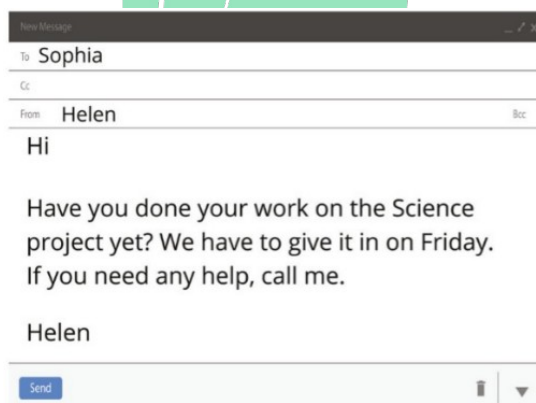 New Message
To Sophia
Cc
From Helen Bcc
Hi
Have you done your work on the Science
project yet? We have to give it in on Friday.
If you need any help, call me.
Helen
Send